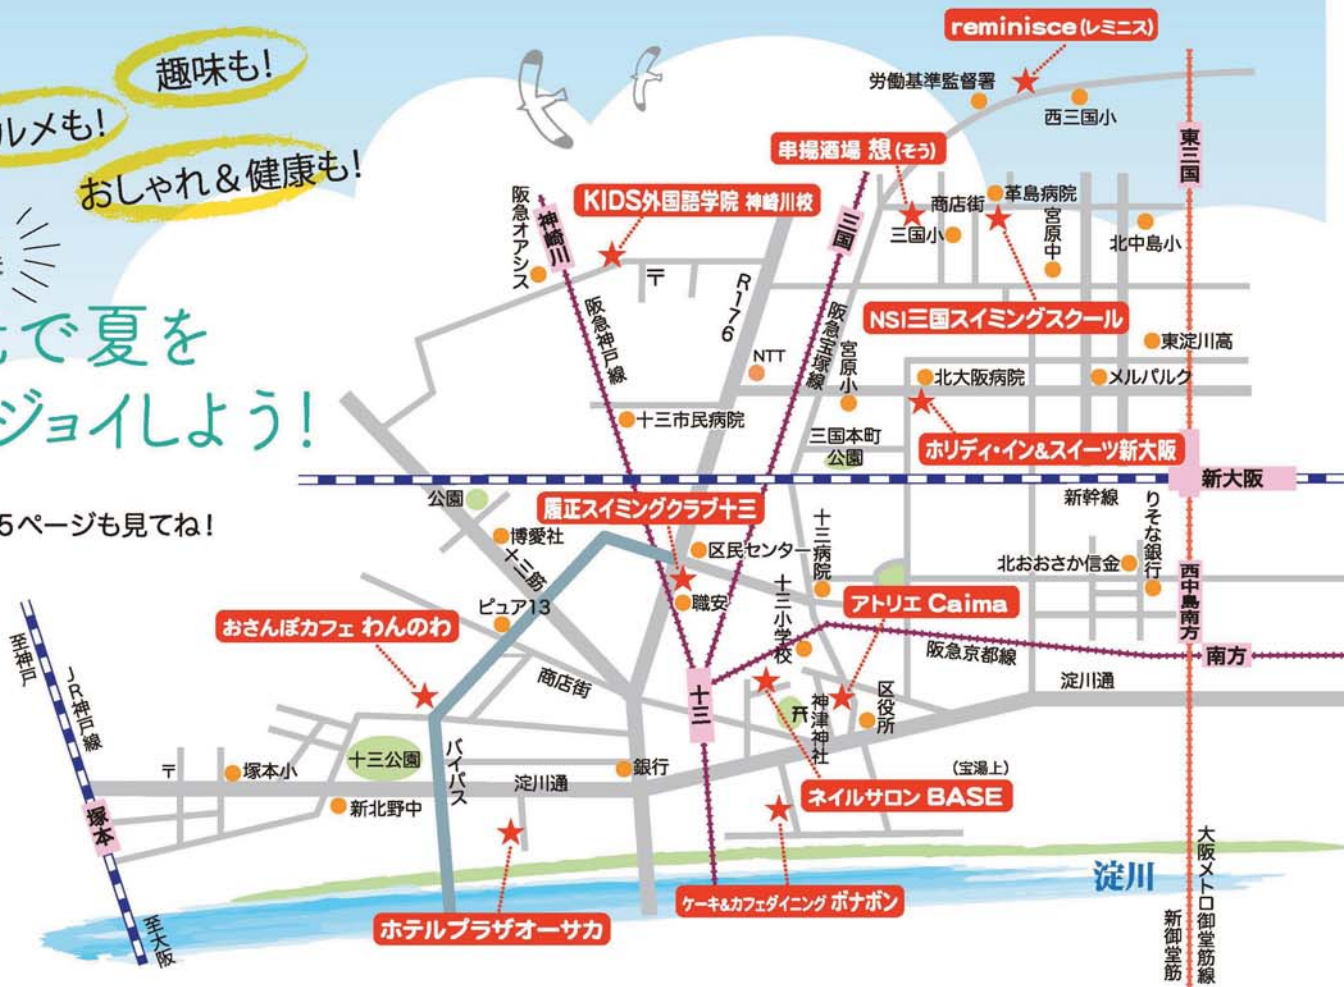 趣味も!
ルメも!
おしゃれ&健康も!
で夏を
ジョイしよう!
5ページも見てね!
reminisce(レミニス)
労働基準監督署
西三国小
東三国
串揚酒場 想(そう)
商店街
革島病院
三国小
宮原中
北中島小
KIDS外国語学院 神崎川校
阪急オアシス
神崎川
三国
〒
R176
阪急神戸線
阪急宝塚線
NSI三国スイミングスクール
東淀川高
NTT
宮原小
北大阪病院
メルパルク
十三市民病院
三国本町
公園
ホリディ・イン&スイーツ新大阪
新大阪
新幹線
公園
履正スイミングクラブ十三
博愛社
十三筋
区民センター
十三病院
りそな銀行
北おおさか信金
西中島南方
ピュア13
職安
十三小学校
アトリエ Caima
おさんぽカフェ わんのわ
阪急京都線
南方
淀川通
至神戸
JR神戸線
商店街
十三
神津神社
区役所
〒
塚本小
十三公園
バイパス
淀川通
銀行
(宝湯上)
ネイルサロン BASE
新北野中
塚本
淀川
ケーキ&カフェダイニング ボナボン
ホテルプラザオーサカ
至大阪
新御堂筋
大阪メトロ御堂筋線